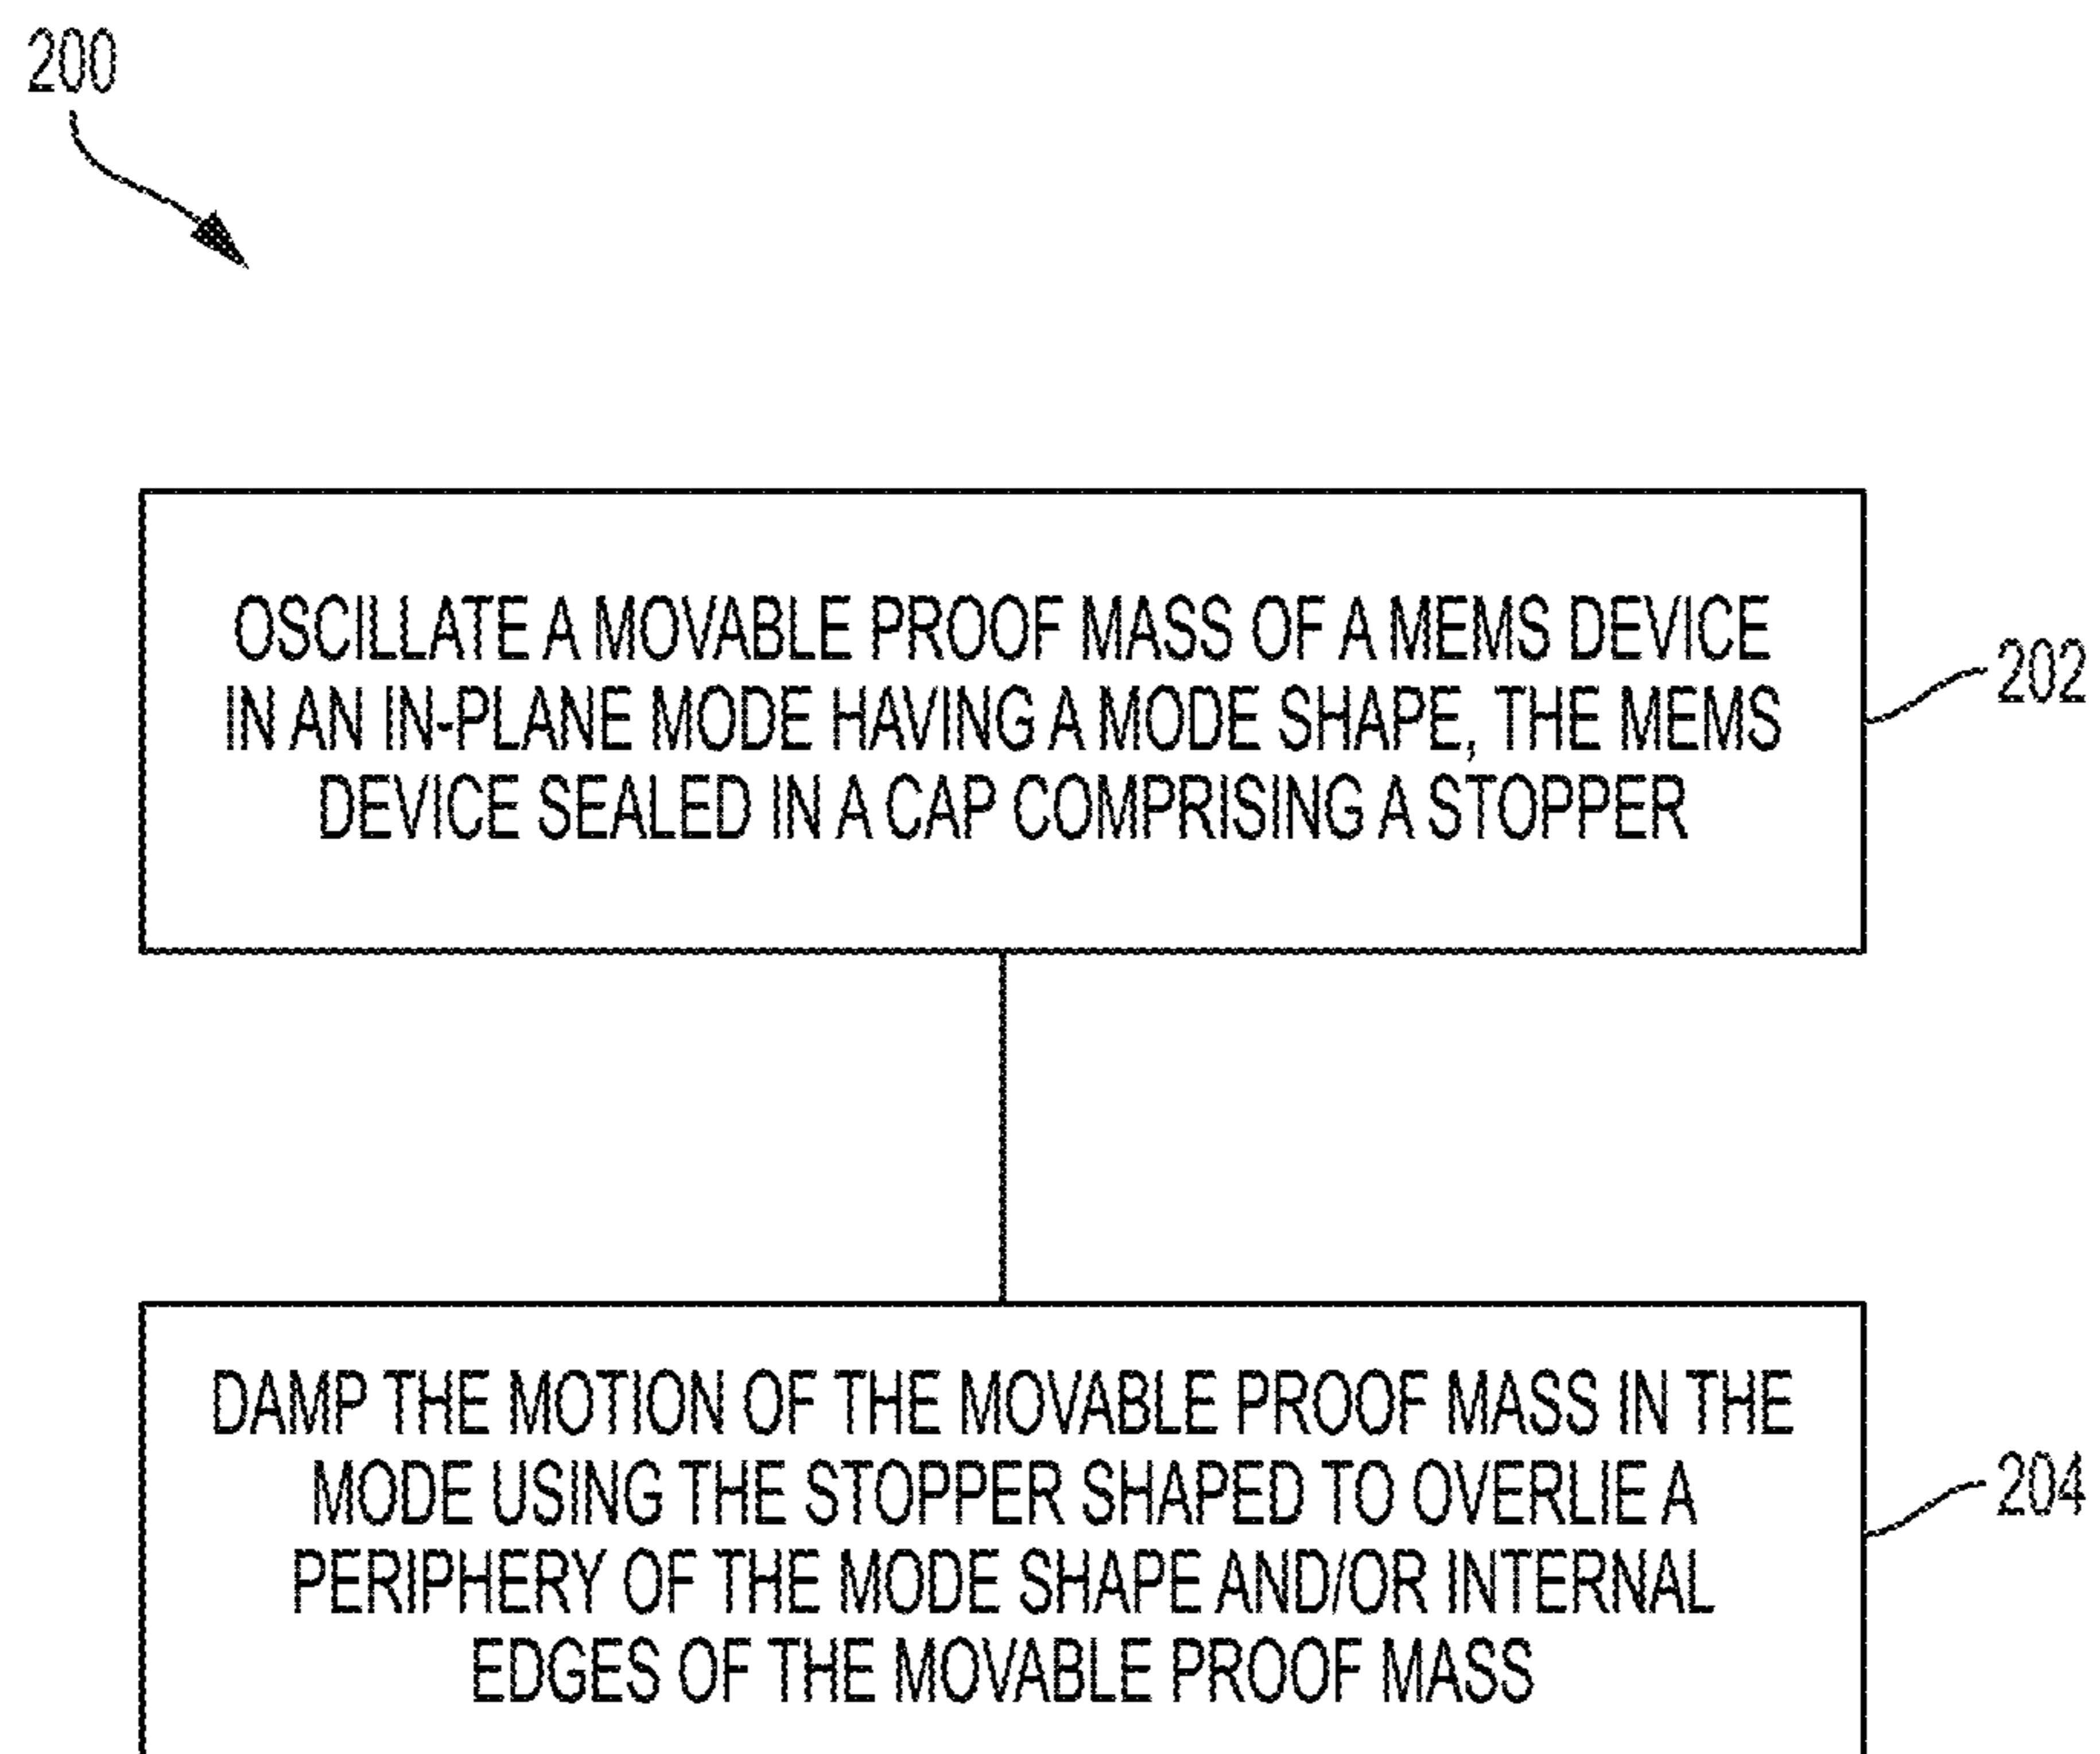 200
OSCILLATE A MOVABLE PROOF MASS OF A MEMS DEVICE
IN AN IN-PLANE MODE HAVING A MODE SHAPE, THE MEMS
DEVICE SEALED IN A CAP COMPRISING A STOPPER
202
DAMP THE MOTION OF THE MOVABLE PROOF MASS IN THE
MODE USING THE STOPPER SHAPED TO OVERLIE A
PERIPHERY OF THE MODE SHAPE AND/OR INTERNAL
EDGES OF THE MOVABLE PROOF MASS
204